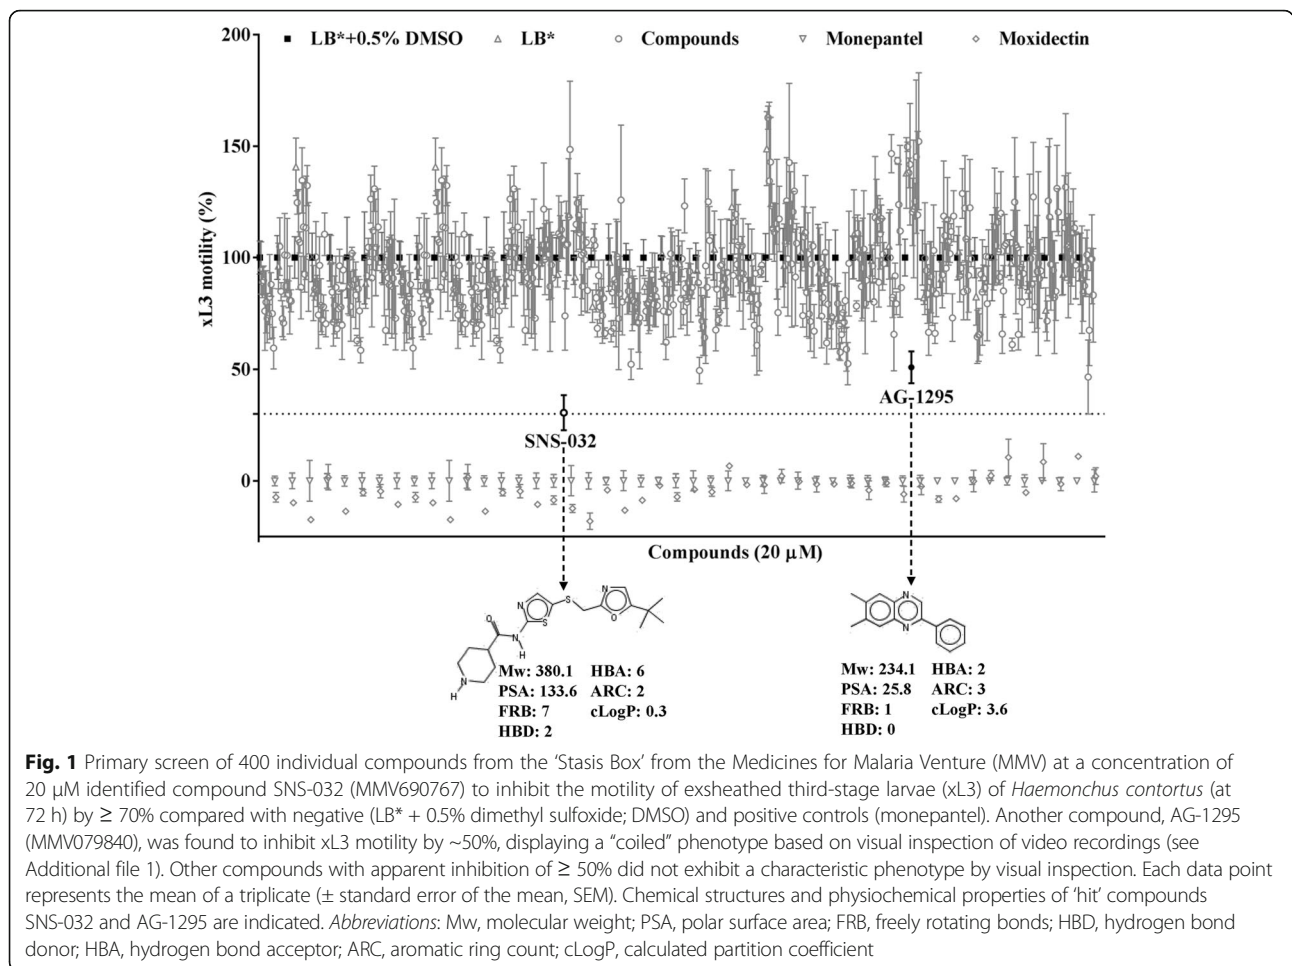 200
LB*+0.5% DMSO LB* Compounds Monepantel Moxidectin
150
xL3 motility (%)
100
50
AG-1295
SNS-032
0
Compounds (20 µM)
N S N
S O
O N
H
N
H
N
N
Mw: 380.1 HBA: 6
PSA: 133.6 ARC: 2
FRB: 7 cLogP: 0.3
HBD: 2
Mw: 234.1 HBA: 2
PSA: 25.8 ARC: 3
FRB: 1 cLogP: 3.6
HBD: 0
Fig. 1 Primary screen of 400 individual compounds from the ‘Stasis Box’ from the Medicines for Malaria Venture (MMV) at a concentration of
20 µM identified compound SNS-032 (MMV690767) to inhibit the motility of exsheathed third-stage larvae (xL3) of Haemonchus contortus (at
72 h) by ≥ 70% compared with negative (LB* + 0.5% dimethyl sulfoxide; DMSO) and positive controls (monepantel). Another compound, AG-1295
(MMV079840), was found to inhibit xL3 motility by ~50%, displaying a “coiled” phenotype based on visual inspection of video recordings (see
Additional file 1). Other compounds with apparent inhibition of ≥ 50% did not exhibit a characteristic phenotype by visual inspection. Each data point
represents the mean of a triplicate (± standard error of the mean, SEM). Chemical structures and physiochemical properties of ‘hit’ compounds
SNS-032 and AG-1295 are indicated. Abbreviations: Mw, molecular weight; PSA, polar surface area; FRB, freely rotating bonds; HBD, hydrogen bond
donor; HBA, hydrogen bond acceptor; ARC, aromatic ring count; cLogP, calculated partition coefficient